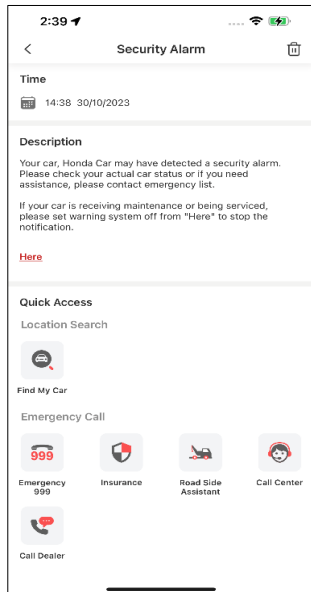 2:39
Security Alarm
Time
14:38 30/10/2023
Description
Your car, Honda Car may have detected a security alarm.
Please check your actual car status or if you need
assistance, please contact emergency list.
If your car is receiving maintenance or being serviced,
please set warning system off from "Here" to stop the
notification.
Here
Quick Access
Location Search
Find My Car
Emergency Call
999
Emergency
999
Insurance
Road Side
Assistant
Call Center
Call Dealer